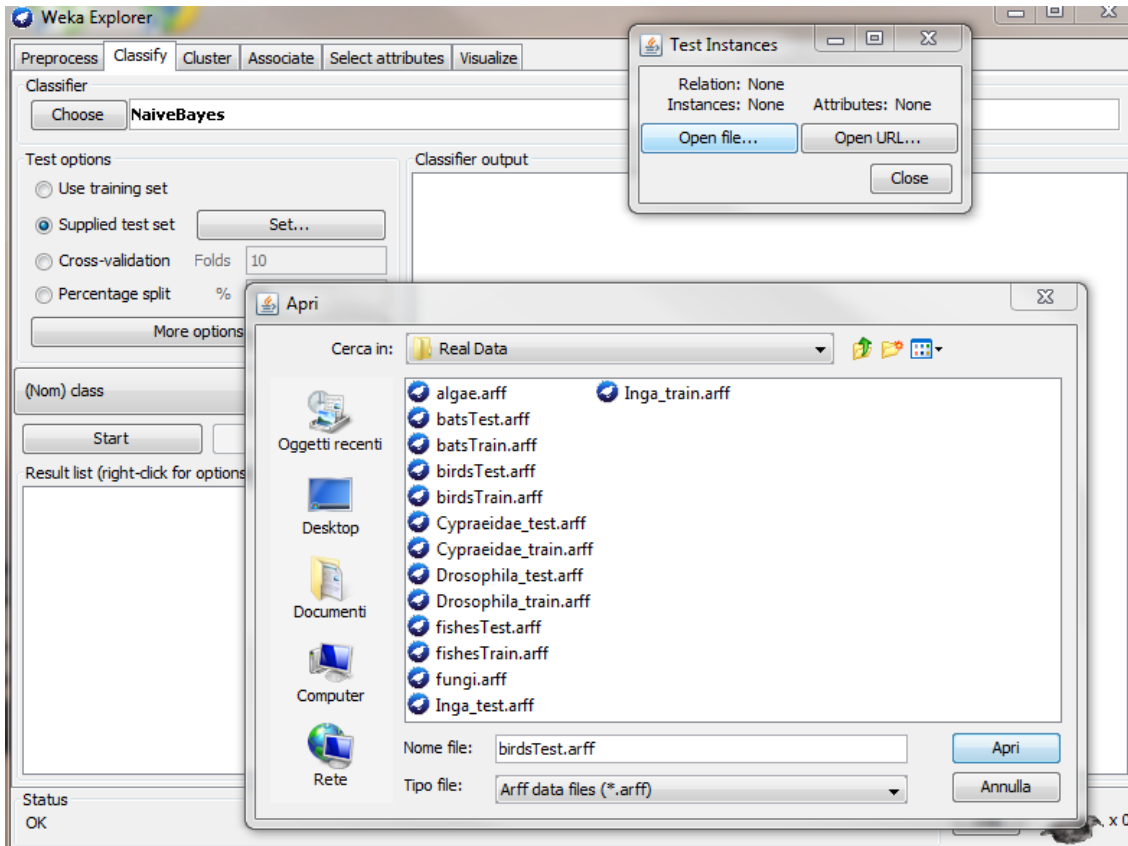 Weka Explorer
Preprocess Classify Cluster Associate Select attributes Visualize
Classifier
Choose NaiveBayes
Test options
Use training set
Supplied test set Set...
Cross-validation Folds 10
Percentage split %
More options
(Nom) class
Start
Result list (right-click for options
Status
OK
Classifier output
Test Instances
Relation: None
Instances: None Attributes: None
Open file... Open URL...
Close
Apri
Cerca in: Real Data
Oggetti recenti
Desktop
Documenti
Computer
Rete
algae.arff
batsTest.arff
batsTrain.arff
birdsTest.arff
birdsTrain.arff
Cypraeidae_test.arff
Cypraeidae_train.arff
Drosophila_test.arff
Drosophila_train.arff
fishesTest.arff
fishesTrain.arff
fungi.arff
Inga_test.arff
Inga_train.arff
Nome file: birdsTest.arff Apri
Tipo file: Arff data files (*.arff) Annulla
x 0